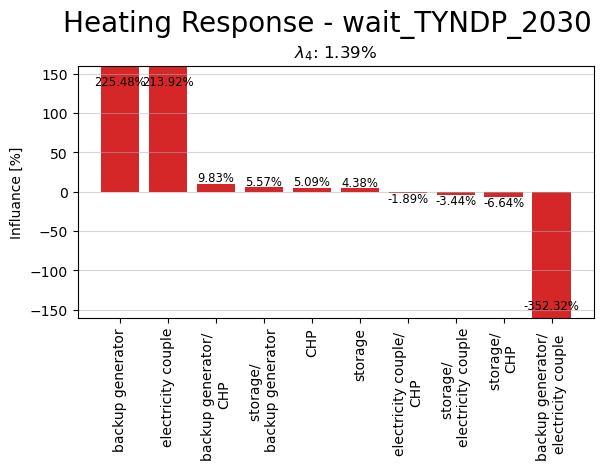 Heating Response - wait_TYNDP_2030
λ4: 1.39%
Influance [%]
150
100
50
0
−50
−100
−150
225.48%
213.92%
9.83%
5.57%
5.09%
4.38%
-1.89%
-3.44%
-6.64%
-352.32%
backup generator
electricity couple
backup generator/
CHP
storage/
backup generator
CHP
storage
electricity couple/
CHP
storage/
electricity couple
storage/
CHP
backup generator/
electricity couple